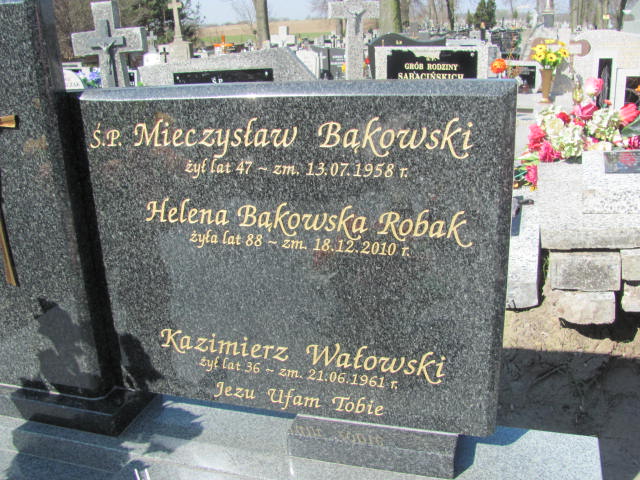 GRÓB RODZINY
SARACIŃSKICH
Ś.P.
Ś.P. Mieczysław Bąkowski
żył lat 47 ~ zm. 13.07.1958 r.
Helena Bąkowska Robak
żyła lat 88 ~ zm. 18.12.2010 r.
Kazimierz Wałowski
żył lat 36 ~ zm. 21.06.1961 r.
Jezu Ufam Tobie